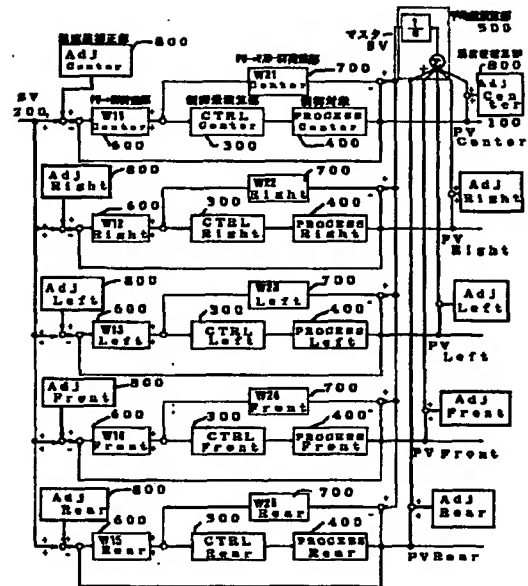 マスタ
SV
500
800
Adj
Center
W21
Center
700
800
Adj
Center
SV
200
W11
Center
600
CTRL
Center
300
PROCESS
Center
400
100
PV
Center
Adj
Right
800
600
W12
Right
300
CTRL
Right
W22
Right
700
400
PROCESS
Right
Adj
Right
PV
Right
Adj
Left
800
600
W13
Left
300
CTRL
Left
W23
Left
700
400
PROCESS
Left
Adj
Left
PV
Left
Adj
Front
800
600
W14
Front
300
CTRL
Front
W24
Front
700
400
PROCESS
Front
Adj
Front
PV Front
Adj
Rear
800
600
W15
Rear
300
CTRL
Rear
W25
Rear
700
400
PROCESS
Rear
Adj
Rear
PV Rear